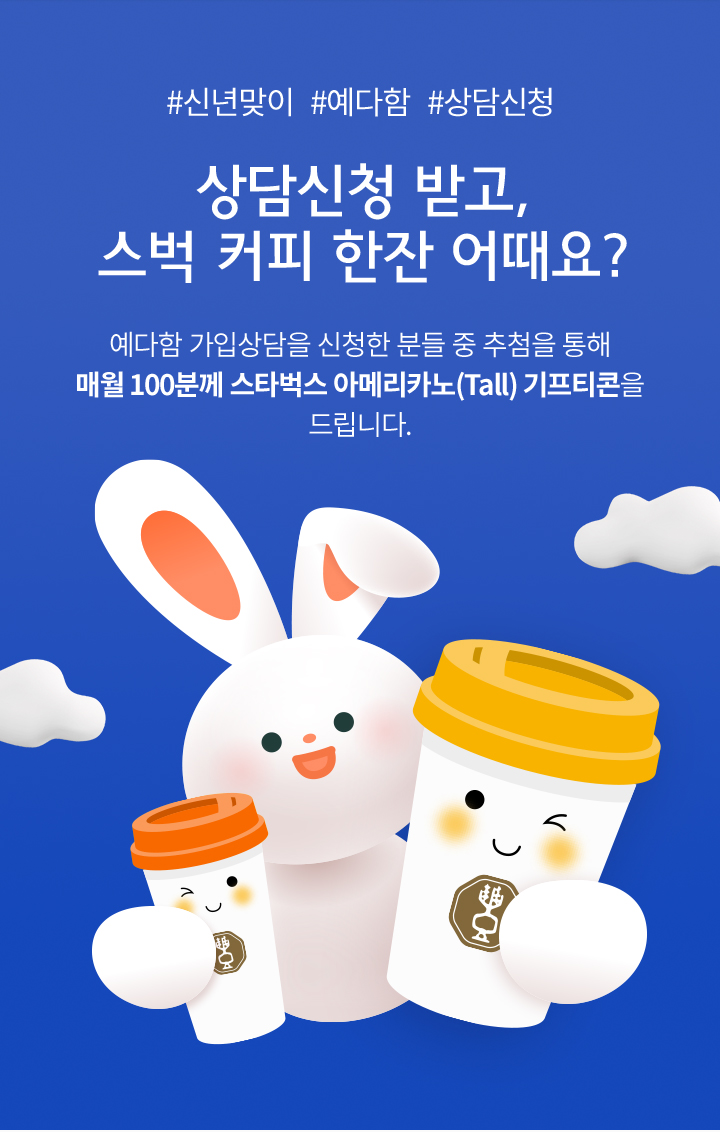 #신년맞이 #예다함 #상담신청
상담신청 받고,
스벅 커피 한잔 어때요?
예다함 가입상담을 신청한 분들 중 추첨을 통해
매월 100분께 스타벅스 아메리카노(Tall) 기프티콘을
드립니다.